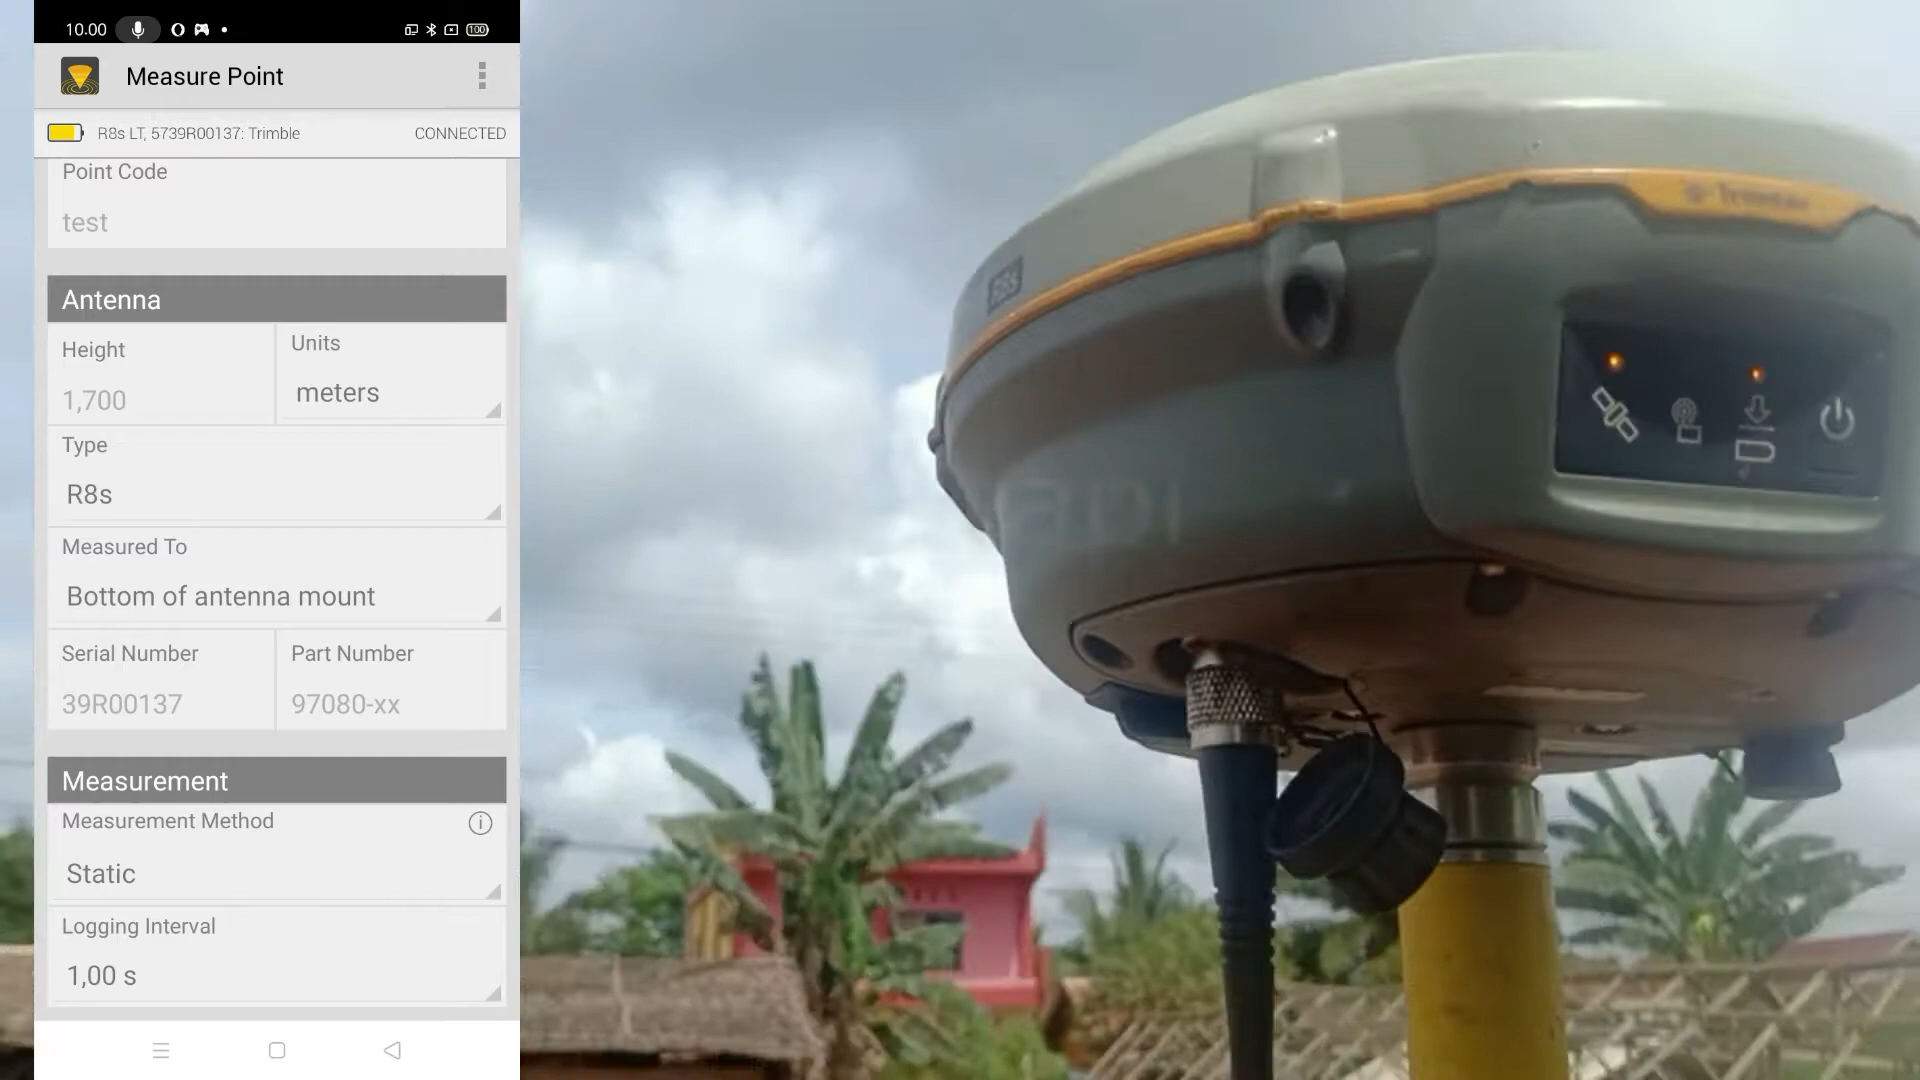 10.00
100
Measure Point
R8s LT, 5739R00137: Trimble
CONNECTED
Point Code
test
Antenna
Height
Units
1,700
meters
Type
R8s
Measured To
Bottom of antenna mount
Serial Number
Part Number
39R00137
97080-xx
Measurement
Measurement Method
Static
Logging Interval
1,00 s
R8s
Trimble